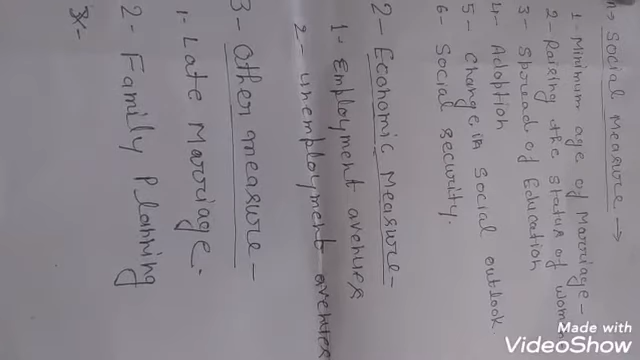 → Social Measure →
1- Minimum age of Marriage -
2- Raising the status of women
3- Spread of Education
4- Adoption
5- Change in Social outlook
6- Social security.
2- Economic Measure -
1- Employment avenues
2- unemployment avenues
3- Other measure -
1- Late Marriage.
2- Family Planning
3-
Made with
VideoShow